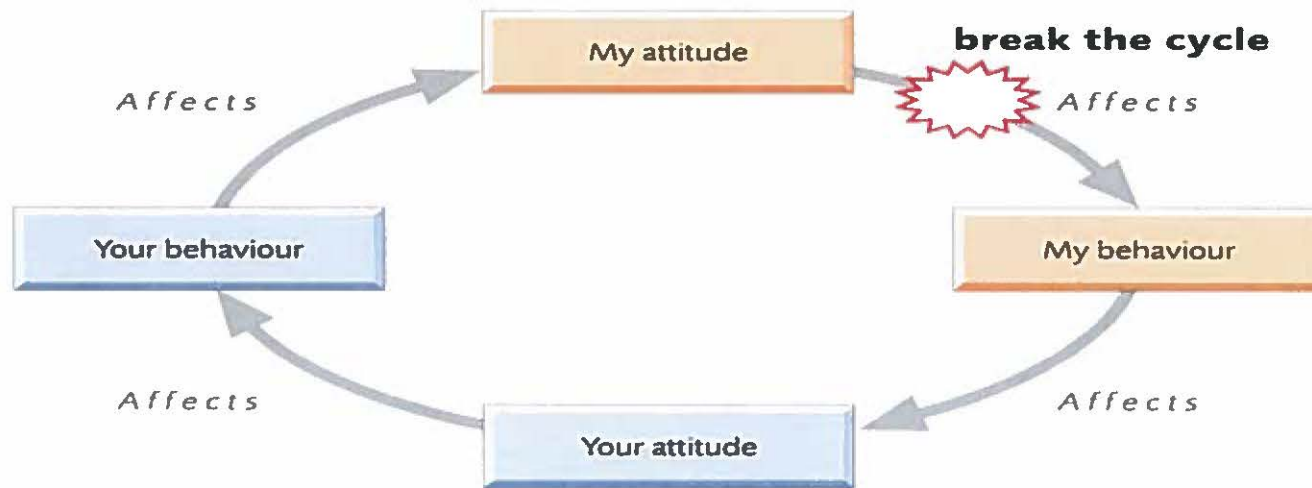 My attitude
break the cycle
Affects
Affects
Your behaviour
My behaviour
Affects
Affects
Your attitude